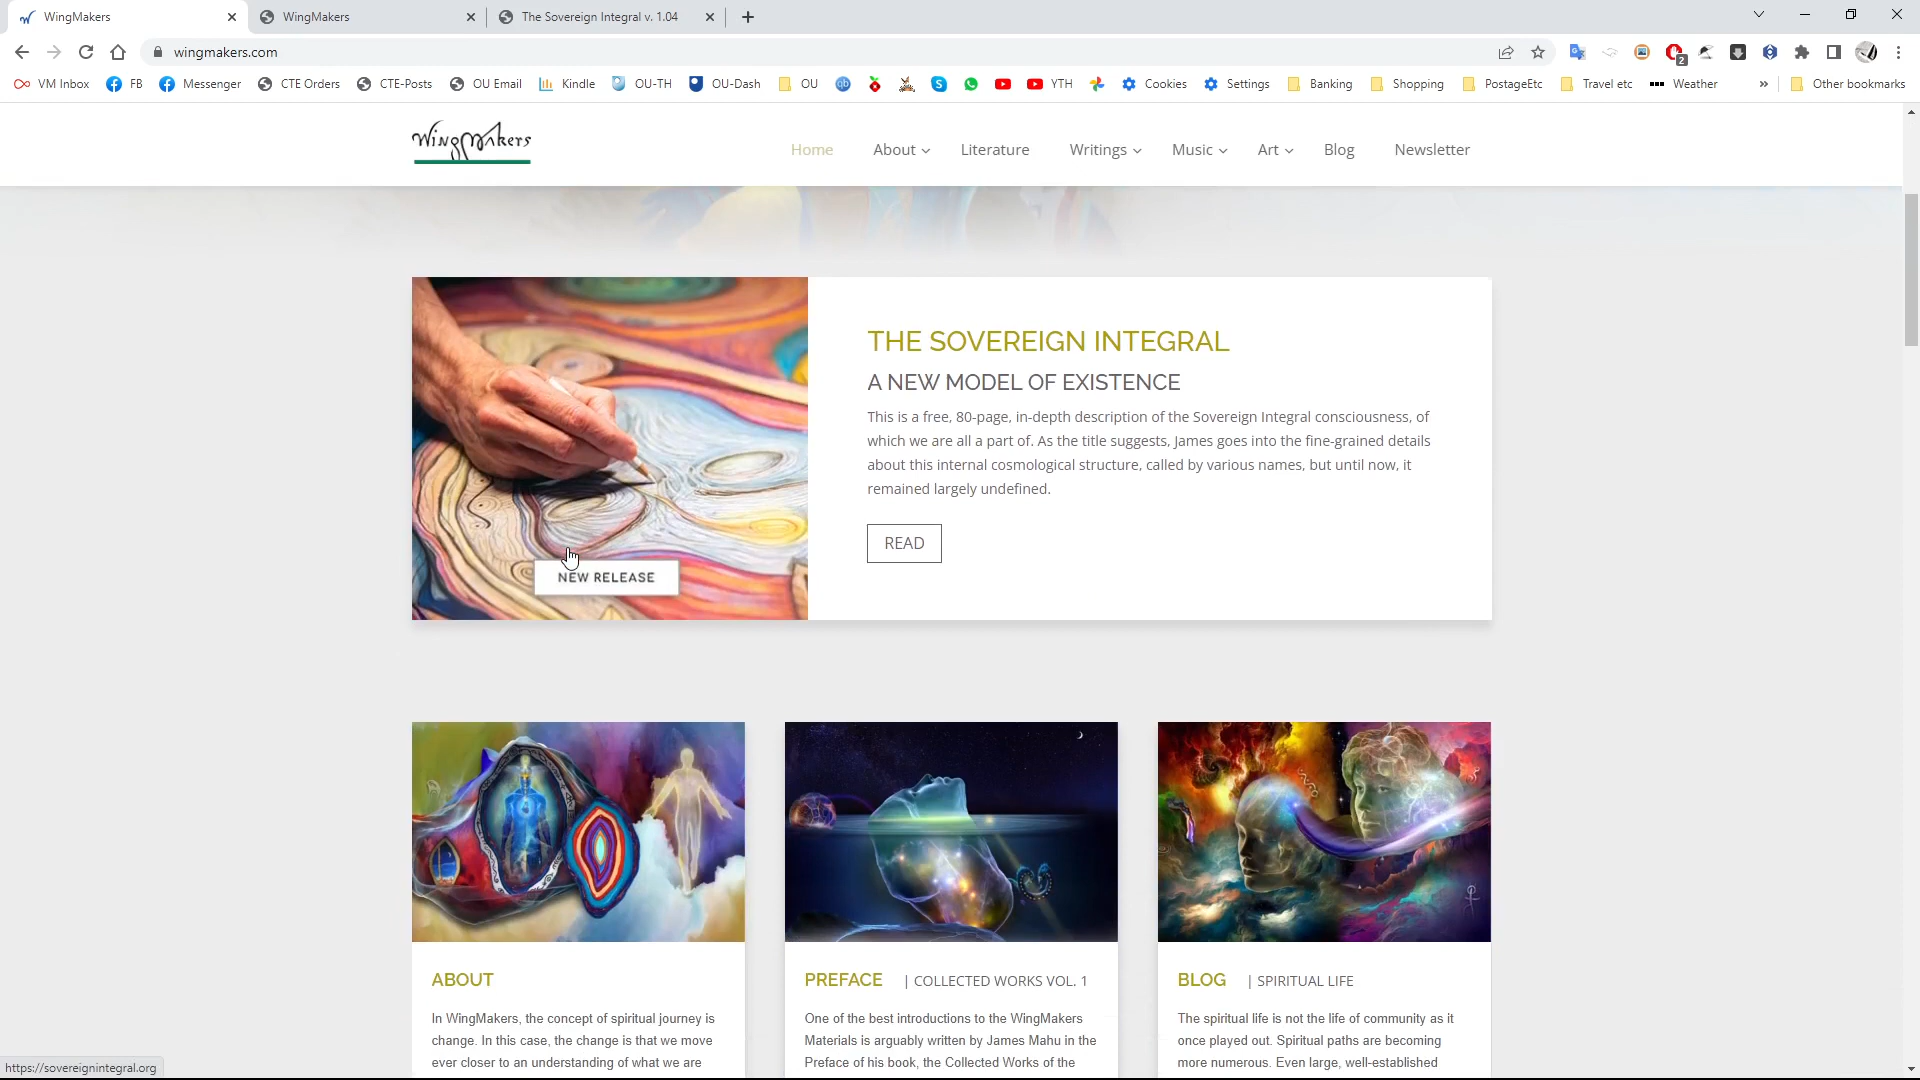 WingMakers
WingMakers
The Sovereign Integral v. 1.04
wingmakers.com
2
VM Inbox
FB
Messenger
CTE Orders
CTE-Posts
OU Email
Kindle
OU-TH
OU-Dash
OU
qb
YTH
Cookies
Settings
Banking
Shopping
PostageEtc
Travel etc
Weather
»
Other bookmarks
WingMakers
Home
About
Literature
Writings
Music
Art
Blog
Newsletter
NEW RELEASE
THE SOVEREIGN INTEGRAL
A NEW MODEL OF EXISTENCE
This is a free, 80-page, in-depth description of the Sovereign Integral consciousness, of
which we are all a part of. As the title suggests, James goes into the fine-grained details
about this internal cosmological structure, called by various names, but until now, it
remained largely undefined.
READ
ABOUT
In WingMakers, the concept of spiritual journey is
change. In this case, the change is that we move
ever closer to an understanding of what we are
PREFACE | COLLECTED WORKS VOL. 1
One of the best introductions to the WingMakers
Materials is arguably written by James Mahu in the
Preface of his book, the Collected Works of the
BLOG | SPIRITUAL LIFE
The spiritual life is not the life of community as it
once played out. Spiritual paths are becoming
more numerous. Even large, well-established
https://sovereignintegral.org